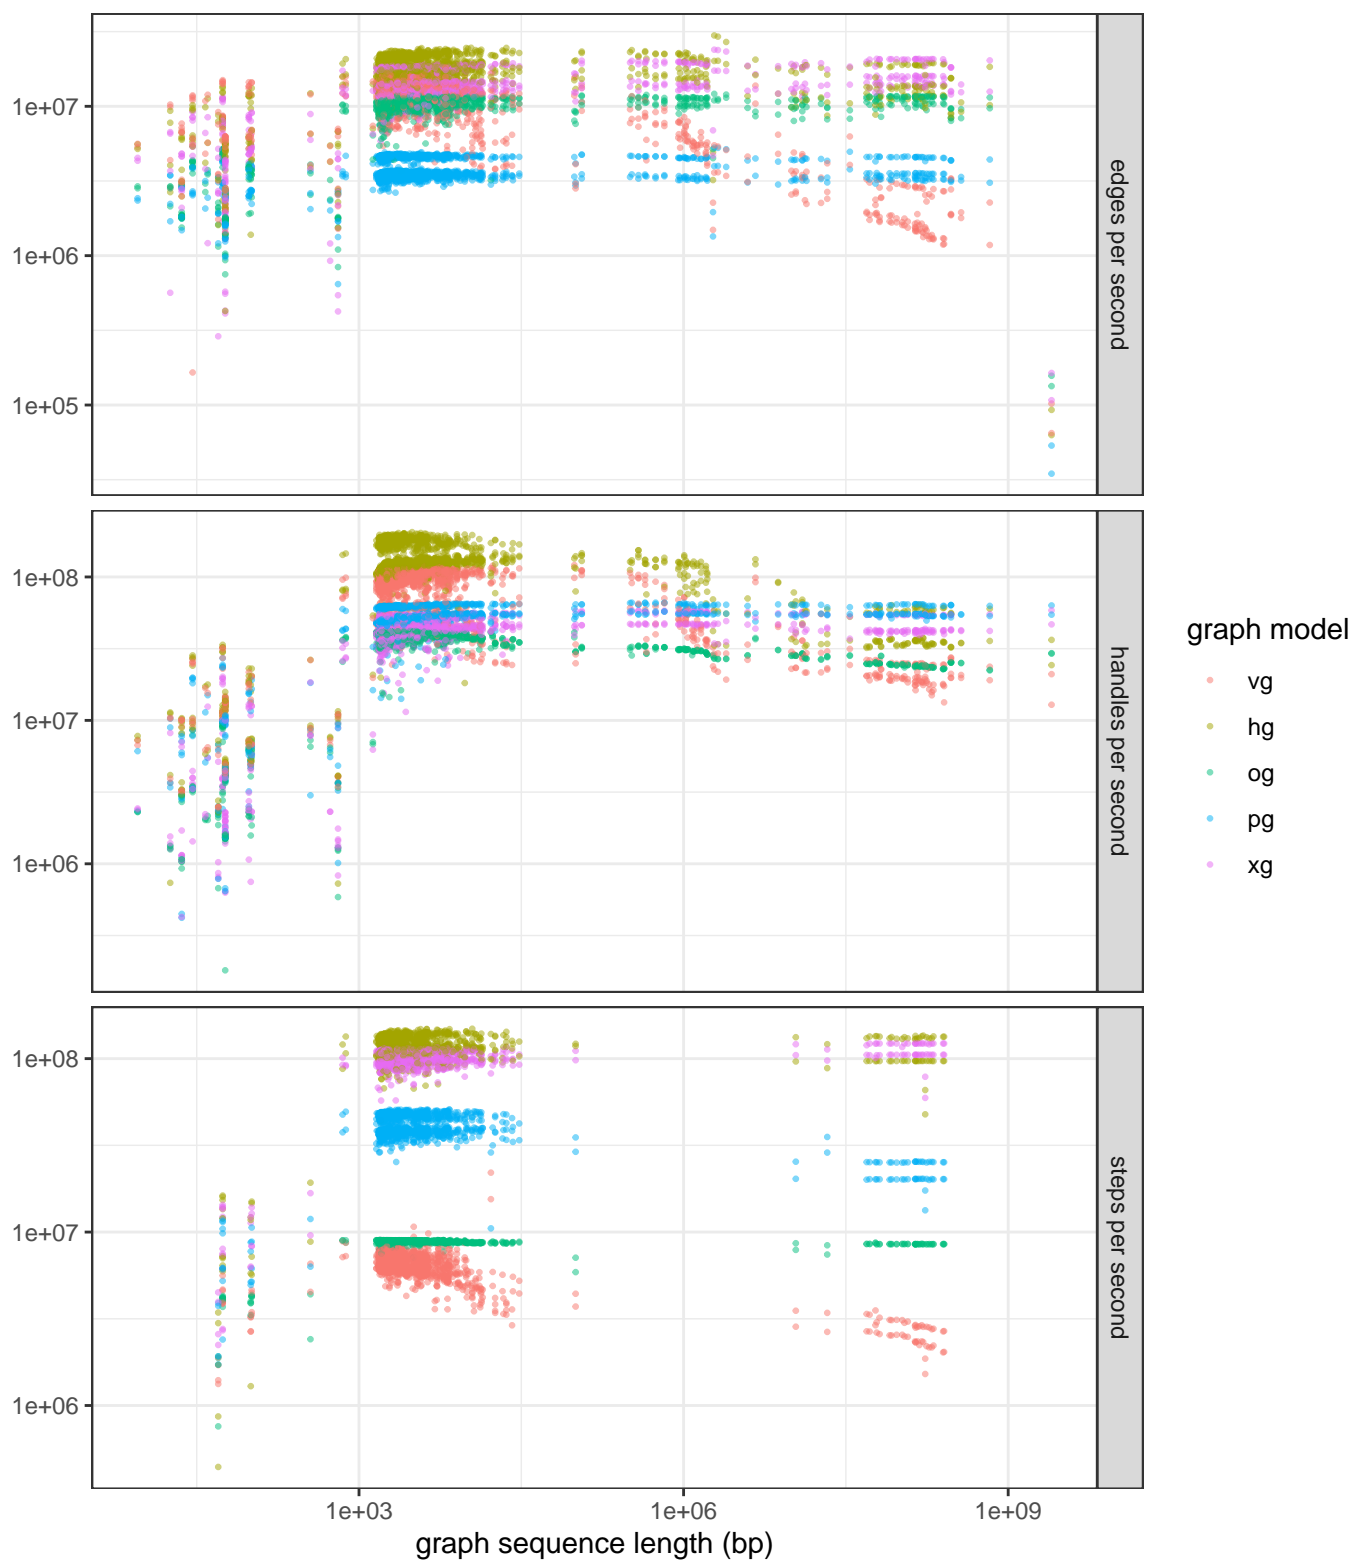 1e+07
1e+06
1e+05
edges per second
1e+08
1e+07
1e+06
handles per second
1e+08
1e+07
1e+06
steps per second
1e+03
1e+06
1e+09
graph sequence length (bp)
graph model
vg
hg
og
pg
xg